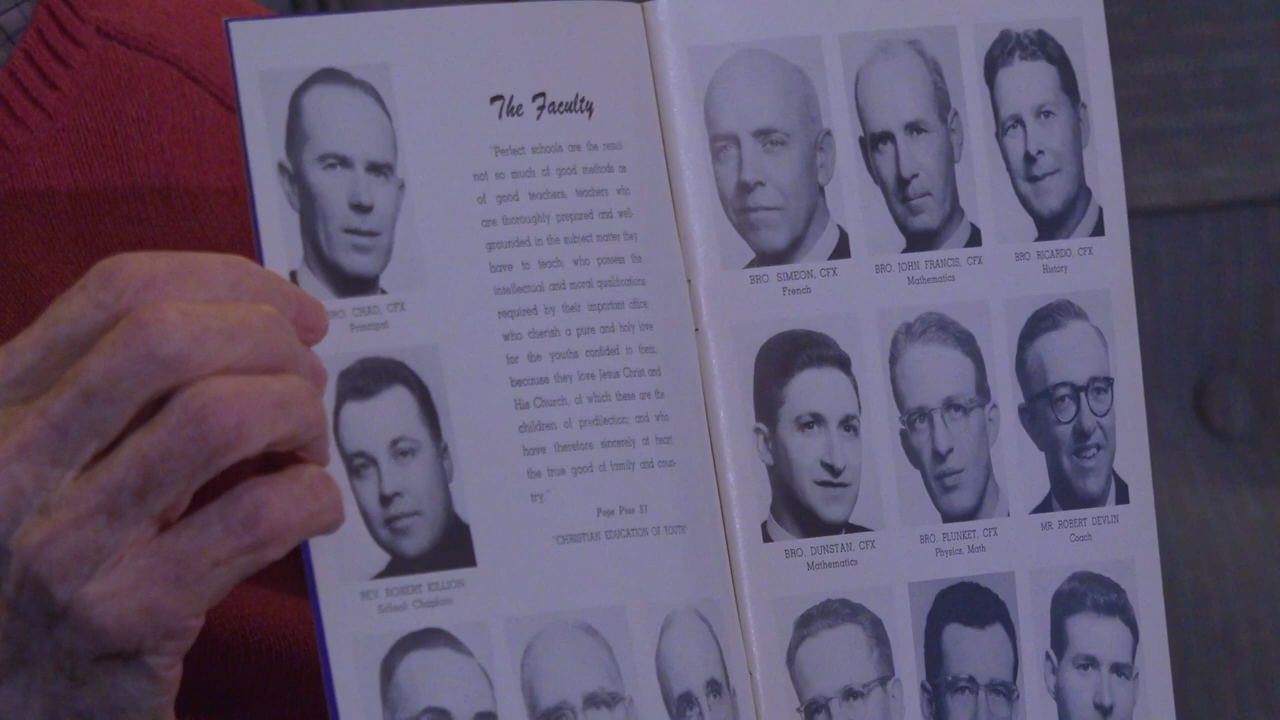 The Faculty
"Perfect schools are the result
not so much of good methods as
of good teachers, teachers who
are thoroughly prepared and well-
grounded in the subject matter they
have to teach; who possess the
intellectual and moral qualifications
required by their important office
who cherish a pure and holy love
for the youths confided to them,
because they love Jesus Christ and
His Church, of which these are the
children of predilection; and who
have therefore sincerely at heart
the true good of family and coun-
try."
Pope Pius XI
"CHRISTIAN EDUCATION OF YOUTH"
BRO. CHAD, CFX
Principal
REV. ROBERT KILLION
School Chaplain
BRO. SIMEON, CFX
French
BRO. JOHN FRANCIS, CFX
Mathematics
BRO. RICARDO, CFX
History
BRO. DUNSTAN, CFX
Mathematics
BRO. PLUNKET, CFX
Physics, Math
MR. ROBERT DEVLIN
Coach